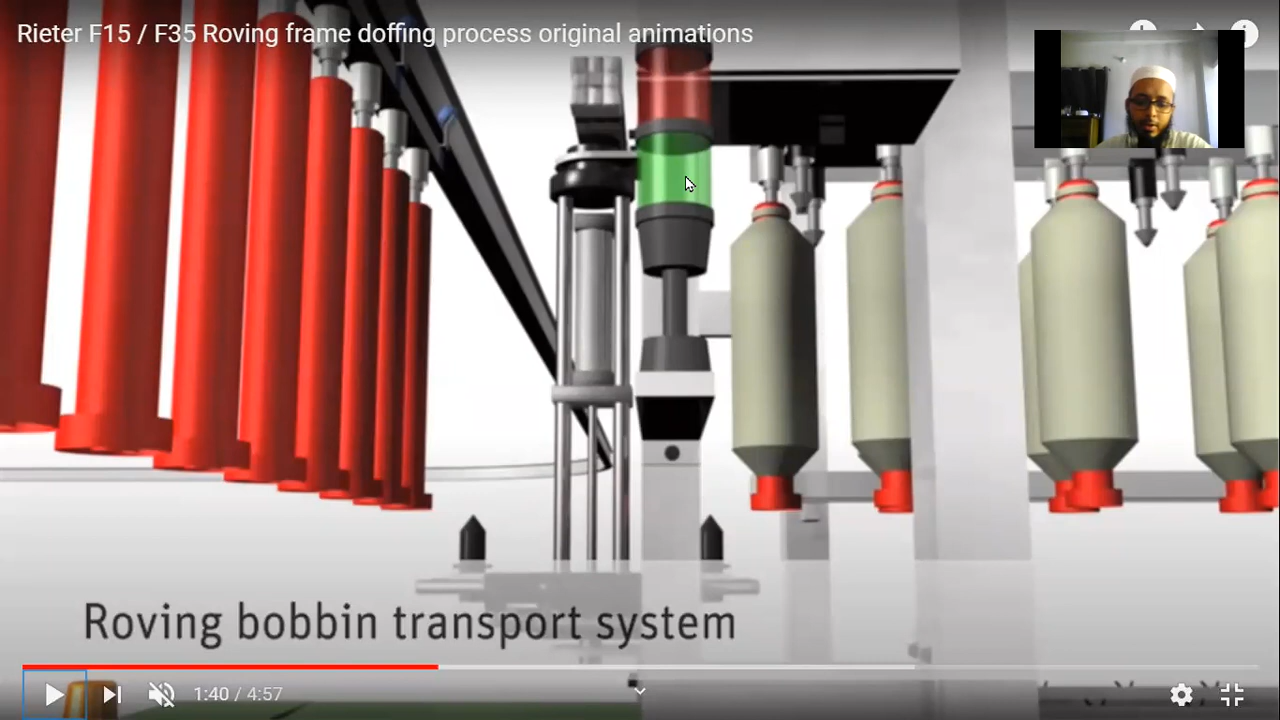 Rieter F15 / F35 Roving frame doffing process original animations
Roving bobbin transport system
1:40 / 4:57